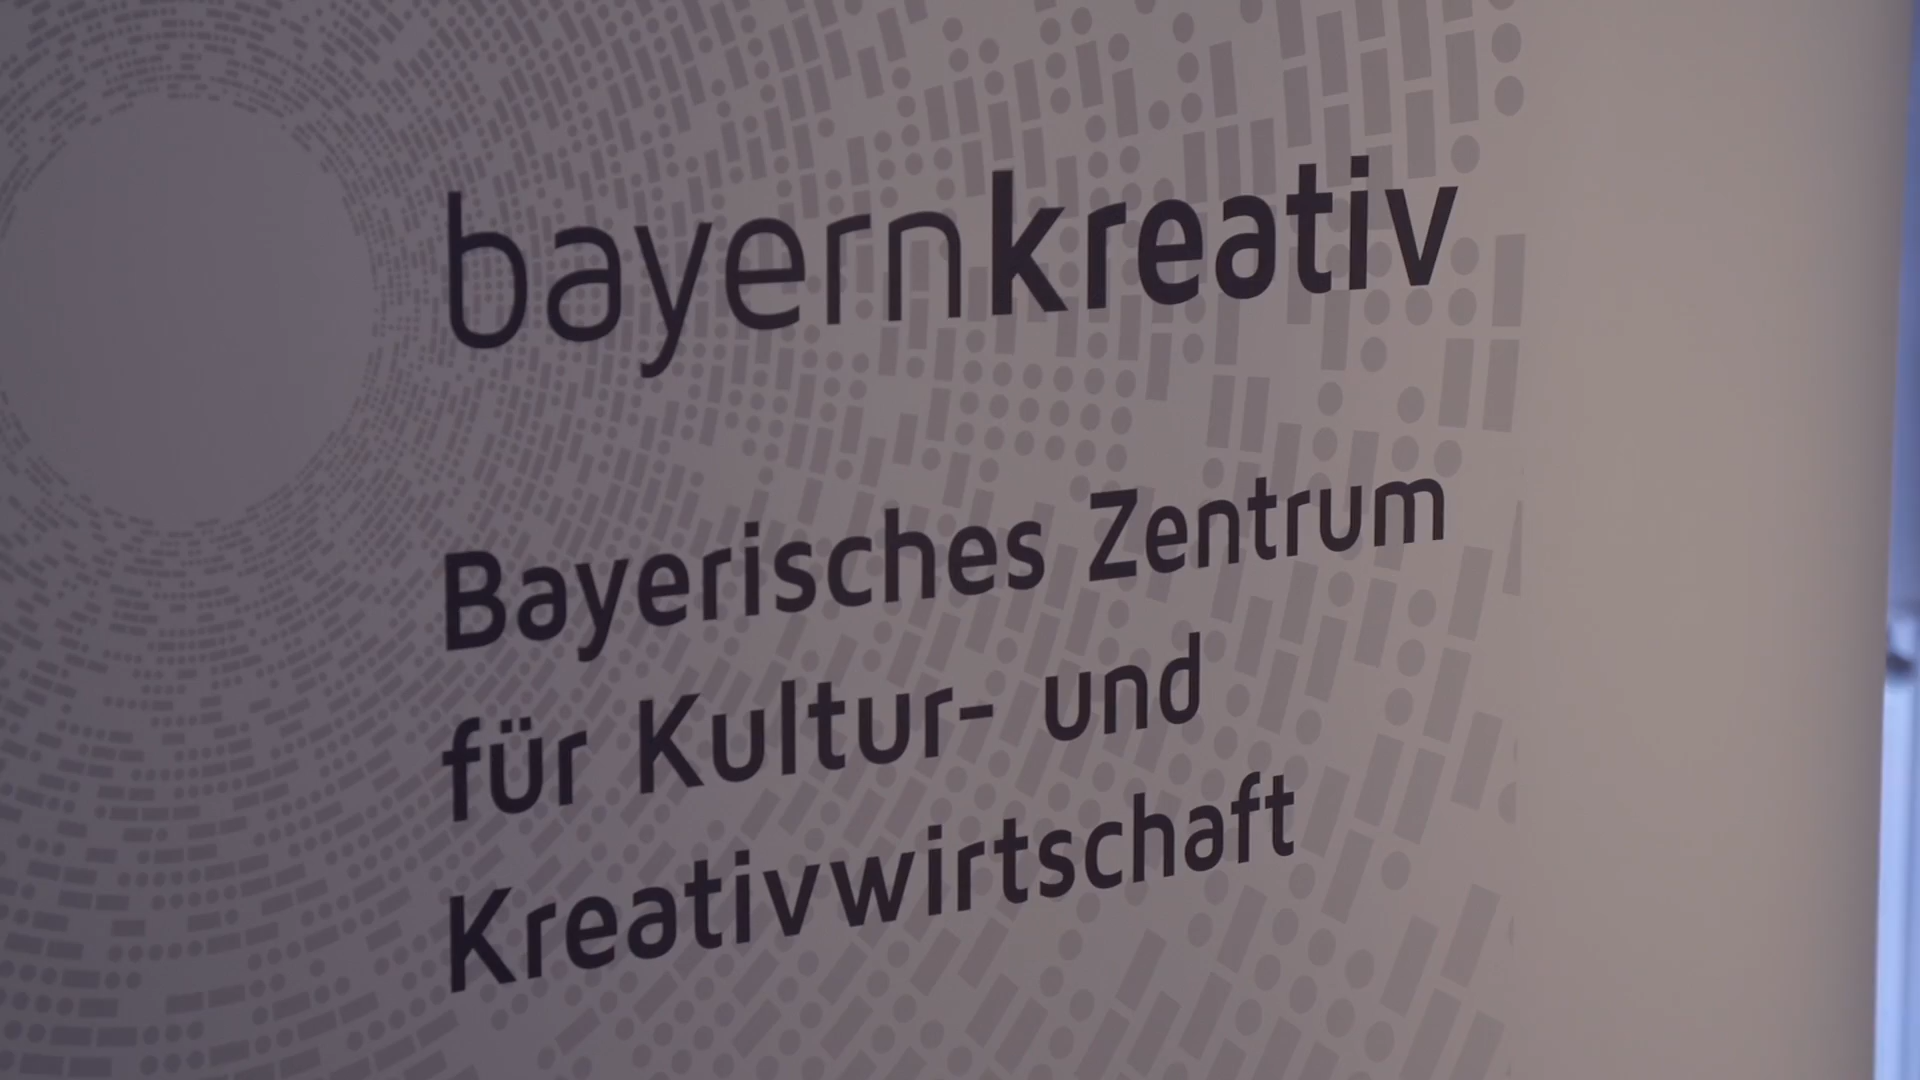 bayernkreativ
Bayerisches Zentrum
für Kultur- und
Kreativwirtschaft